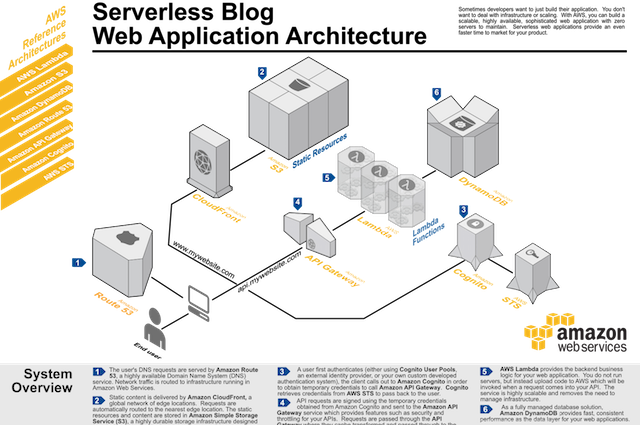 AWS
Reference
Architectures
AWS Lambda
Amazon S3
Amazon DynamoDB
Amazon Route 53
Amazon API Gateway
Amazon Cognito
AWS STS
Serverless Blog
Web Application Architecture
Sometimes developers want to just build their application. You don't
want to deal with infrastructure or scaling. With AWS, you can build a
scalable, highly available, sophisticated web application with zero
servers to maintain. Serverless web applications provide an even
faster time to market for your product.
2
Amazon
S3
Static Resources
6
Amazon
DynamoDB
Amazon
CloudFront
5
Lambda
Lambda
Functions
4
Amazon
API Gateway
3
Amazon
Cognito
Amazon
STS
1
Amazon
Route 53
www.mywebsite.com
api.mywebsite.com
End user
amazon
web services
System
Overview
1 The user's DNS requests are served by Amazon Route
53, a highly available Domain Name System (DNS)
service. Network traffic is routed to infrastructure running in
Amazon Web Services.
2 Static content is delivered by Amazon CloudFront, a
global network of edge locations. Requests are
automatically routed to the nearest edge location. The static
resources and content are stored in Amazon Simple Storage
Service (S3), a highly durable storage infrastructure designed
3 A user first authenticates (either using Cognito User Pools,
an external identity provider, or your own custom developed
authentication system), the client calls out to Amazon Cognito in order
to obtain temporary credentials to call Amazon API Gateway. Cognito
retrieves credentials from AWS STS to pass back to the user.
4 API requests are signed using the temporary credentials
obtained from Amazon Cognito and sent to the Amazon API
Gateway service which provides features such as security and
throttling for your APIs. Requests are passed through the API
5 AWS Lambda provides the backend business
logic for your web application. You do not run
servers, but instead upload code to AWS which will be
invoked when a request comes into your API. The
service is highly scalable and removes the need to
manage infrastructure.
6 As a fully managed database solution,
Amazon DynamoDB provides fast, consistent
performance as the data layer for your web applications.